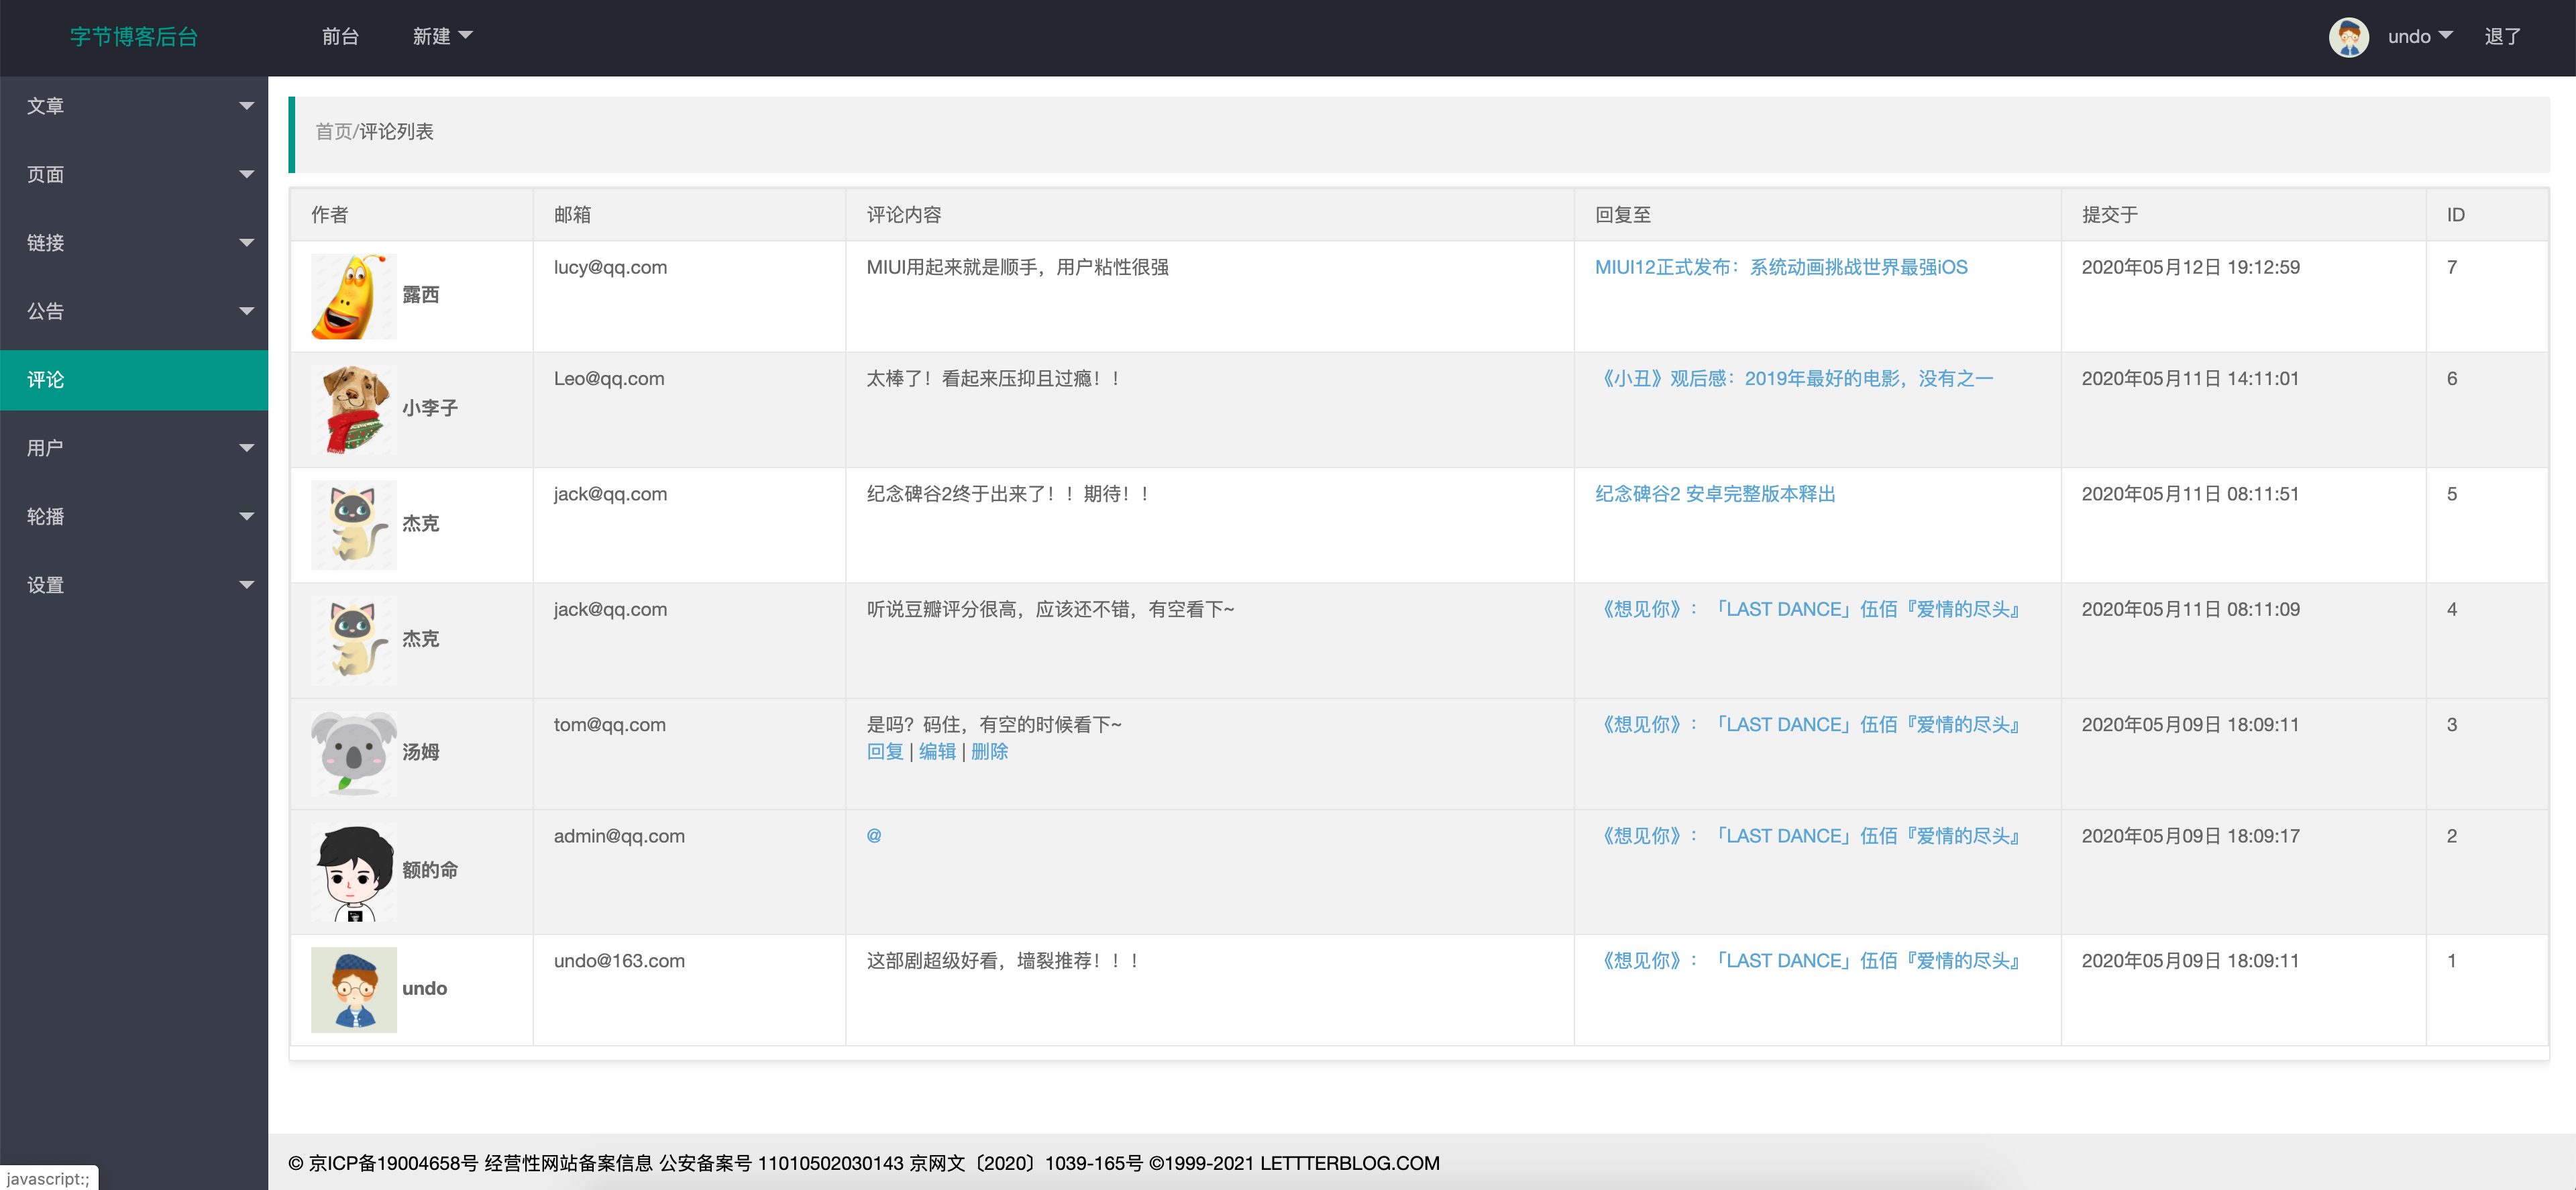 字节博客后台 前台 新建 undo 退了
文章
页面
链接
公告
评论
用户
轮播
设置
首页/评论列表
作者 邮箱 评论内容 回复至 提交于 ID
露西 lucy@qq.com MIUI用起来就是顺手，用户粘性很强 MIUI12正式发布：系统动画挑战世界最强iOS 2020年05月12日 19:12:59 7
小李子 Leo@qq.com 太棒了！看起来压抑且过瘾！！ 《小丑》观后感：2019年最好的电影，没有之一 2020年05月11日 14:11:01 6
杰克 jack@qq.com 纪念碑谷2终于出来了！！期待！！ 纪念碑谷2 安卓完整版本释出 2020年05月11日 08:11:51 5
杰克 jack@qq.com 听说豆瓣评分很高，应该还不错，有空看下~ 《想见你》：「LAST DANCE」伍佰『爱情的尽头』 2020年05月11日 08:11:09 4
汤姆 tom@qq.com 是吗？码住，有空的时候看下~ 《想见你》：「LAST DANCE」伍佰『爱情的尽头』 2020年05月09日 18:09:11 3
回复 | 编辑 | 删除
额的命 admin@qq.com @ 《想见你》：「LAST DANCE」伍佰『爱情的尽头』 2020年05月09日 18:09:17 2
undo undo@163.com 这部剧超级好看，墙裂推荐！！！ 《想见你》：「LAST DANCE」伍佰『爱情的尽头』 2020年05月09日 18:09:11 1
© 京ICP备19004658号 经营性网站备案信息 公安备案号 11010502030143 京网文〔2020〕1039-165号 ©1999-2021 LETTTERBLOG.COM
javascript:;